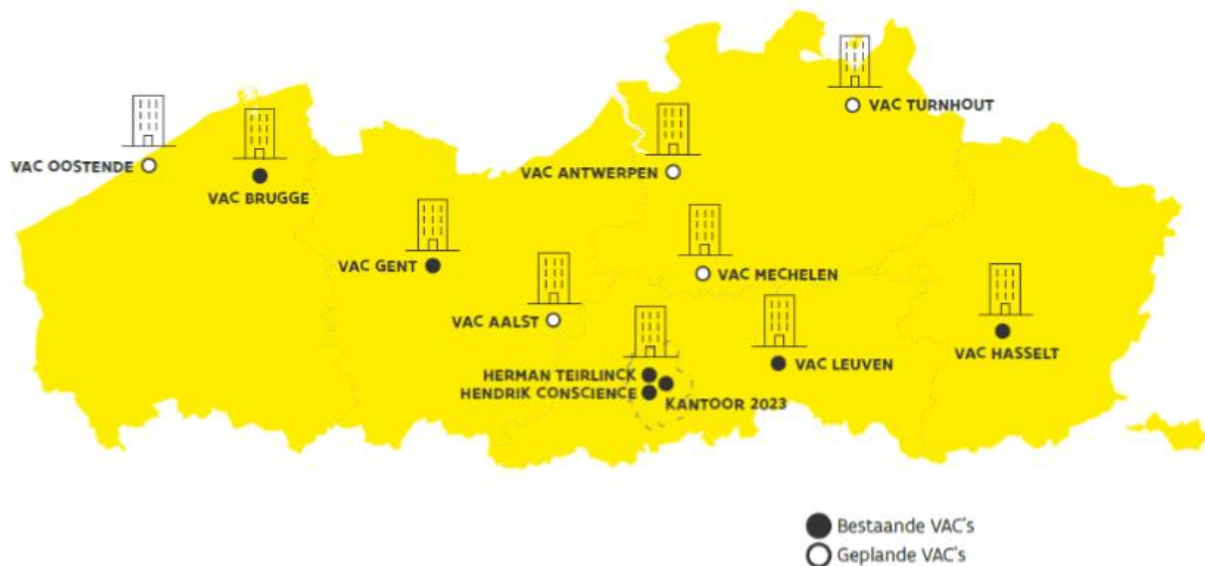 VAC TURNHOUT
VAC OOSTENDE
VAC ANTWERPEN
VAC BRUGGE
VAC GENT
VAC MECHELEN
VAC AALST
VAC HASSELT
VAC LEUVEN
HERMAN TEIRLINCK
HENDRIK CONSCIENCE
KANTOOR 2023
Bestaande VAC's
Geplande VAC's